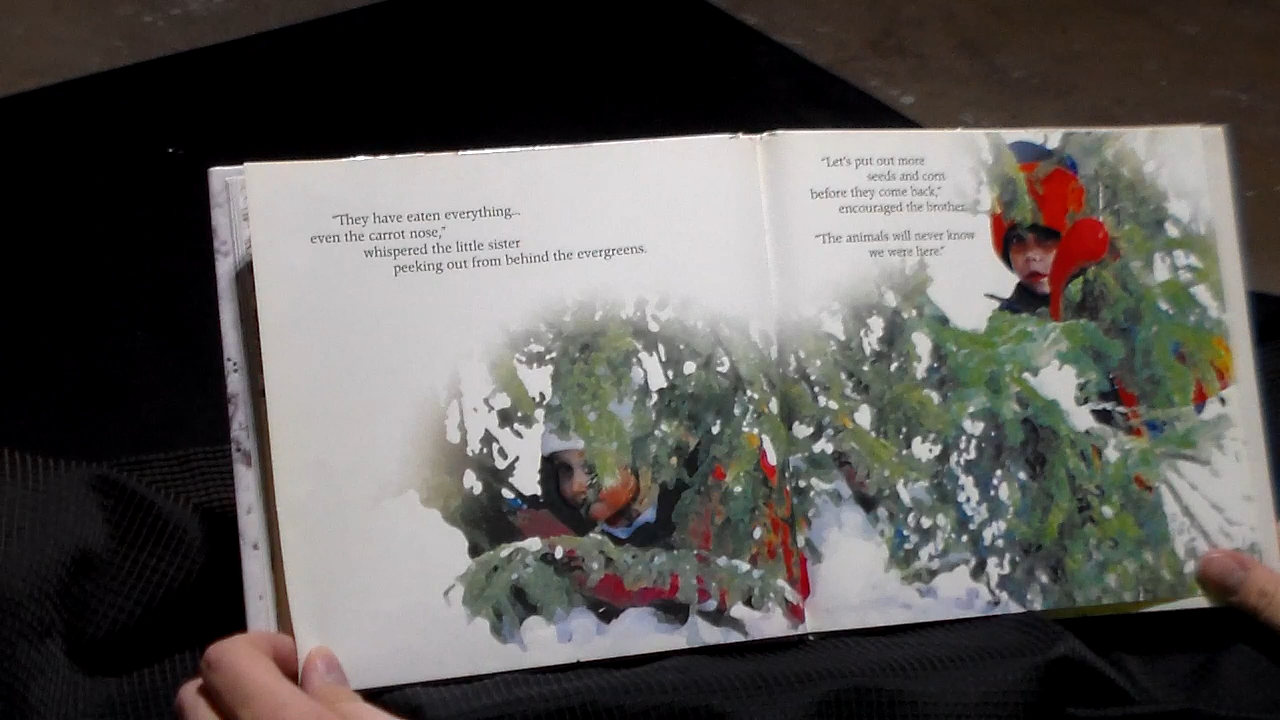 "They have eaten everything...
even the carrot nose,"
whispered the little sister
peeking out from behind the evergreens.
"Let's put out more
seeds and corn
before they come back,"
encouraged the brother.
"The animals will never know
we were here."